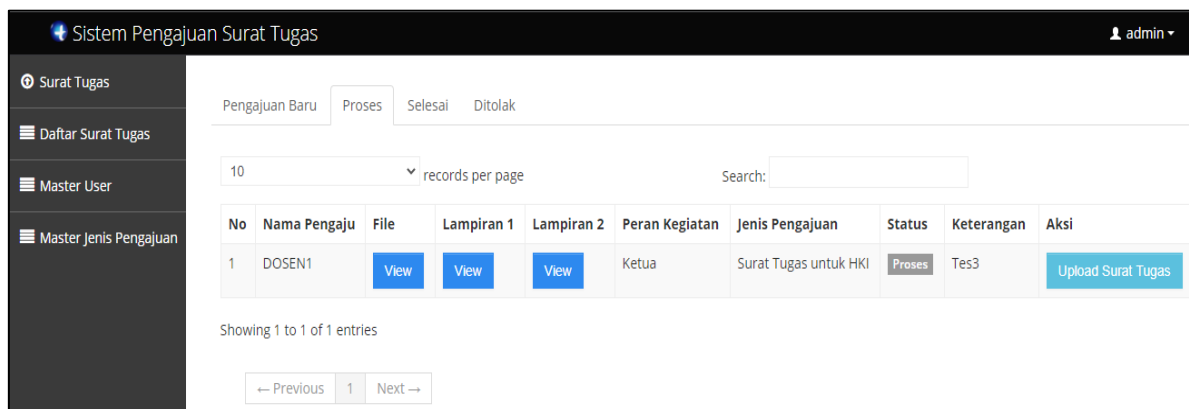 Sistem Pengajuan Surat Tugas
admin
Surat Tugas
Daftar Surat Tugas
Master User
Master Jenis Pengajuan
Pengajuan Baru Proses Selesai Ditolak
10 records per page Search:
No Nama Pengaju File Lampiran 1 Lampiran 2 Peran Kegiatan Jenis Pengajuan Status Keterangan Aksi
1 DOSEN1 View View View Ketua Surat Tugas untuk HKI Proses Tes3 Upload Surat Tugas
Showing 1 to 1 of 1 entries
← Previous 1 Next →